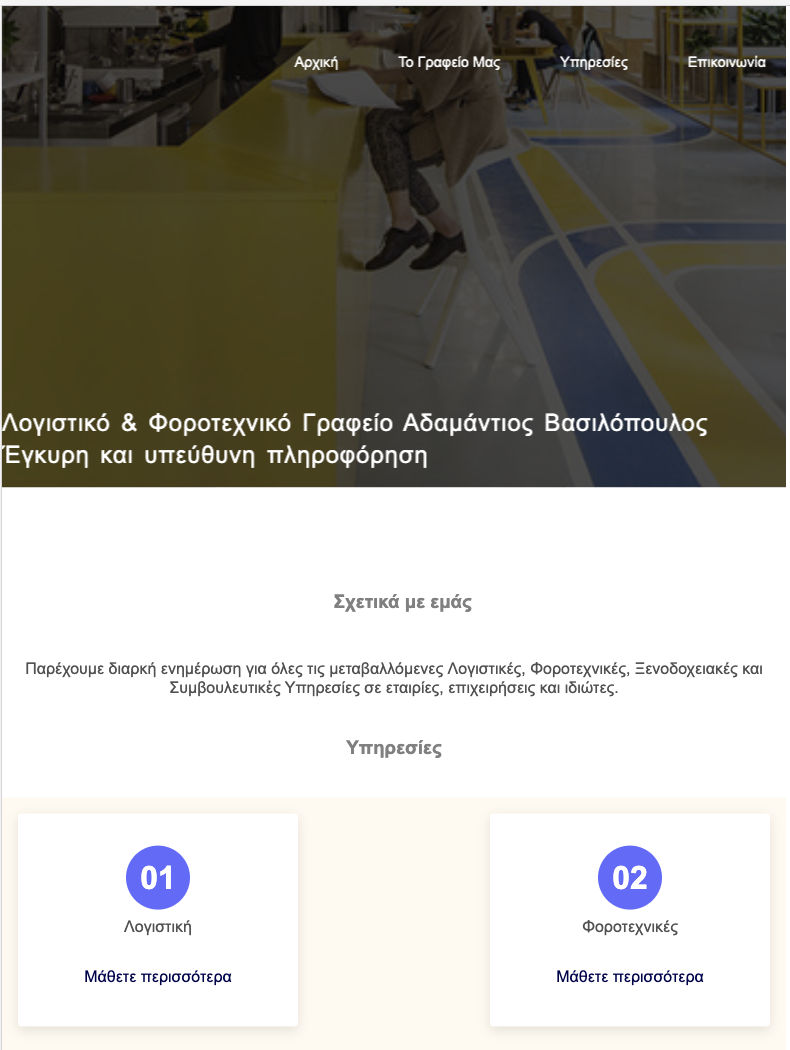 Αρχική Το Γραφείο Μας Υπηρεσίες Επικοινωνία
Λογιστικό & Φοροτεχνικό Γραφείο Αδαμάντιος Βασιλόπουλος
Έγκυρη και υπεύθυνη πληροφόρηση
Σχετικά με εμάς
Παρέχουμε διαρκή ενημέρωση για όλες τις μεταβαλλόμενες Λογιστικές, Φοροτεχνικές, Ξενοδοχειακές και
Συμβουλευτικές Υπηρεσίες σε εταιρίες, επιχειρήσεις και ιδιώτες.
Υπηρεσίες
01
Λογιστική
Μάθετε περισσότερα
02
Φοροτεχνικές
Μάθετε περισσότερα